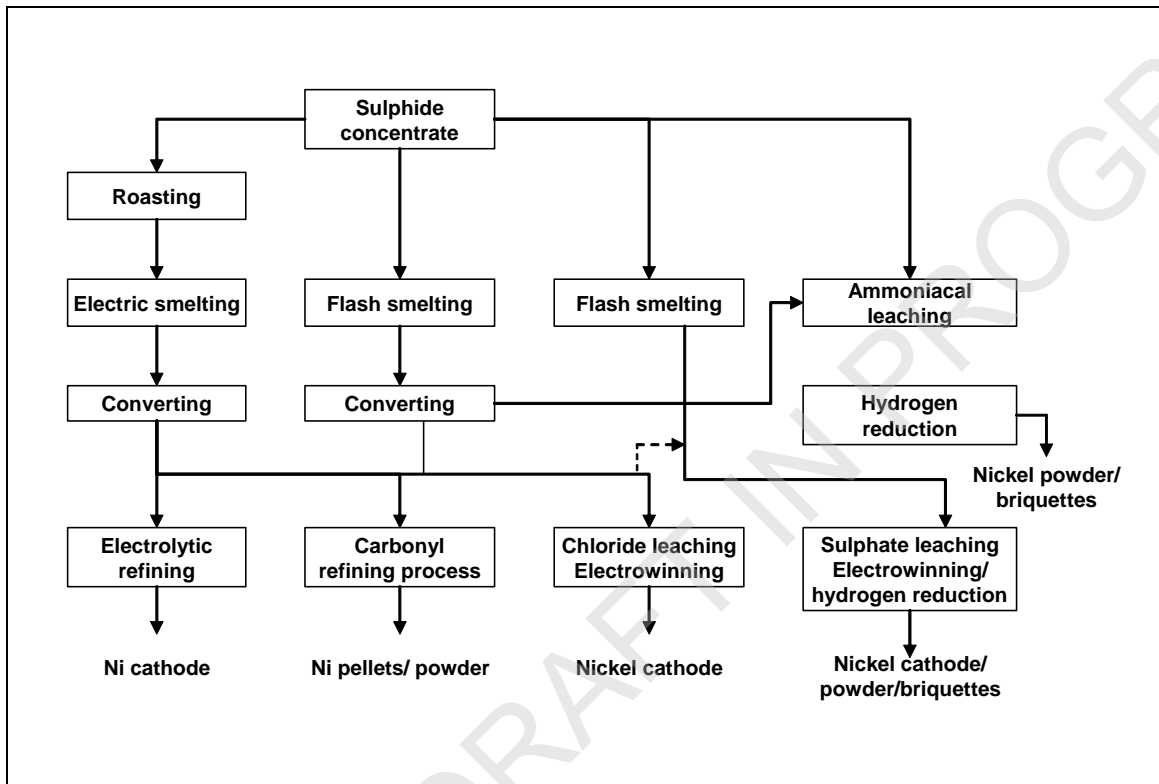 Sulphide
concentrate
Roasting
Electric smelting
Flash smelting
Flash smelting
Ammoniacal
leaching
Converting
Converting
Hydrogen
reduction
Nickel powder/
briquettes
Electrolytic
refining
Carbonyl
refining process
Chloride leaching
Electrowinning
Sulphate leaching
Electrowinning/
hydrogen reduction
Ni cathode
Ni pellets/ powder
Nickel cathode
Nickel cathode/
powder/briquettes
DRAFT IN PROGR